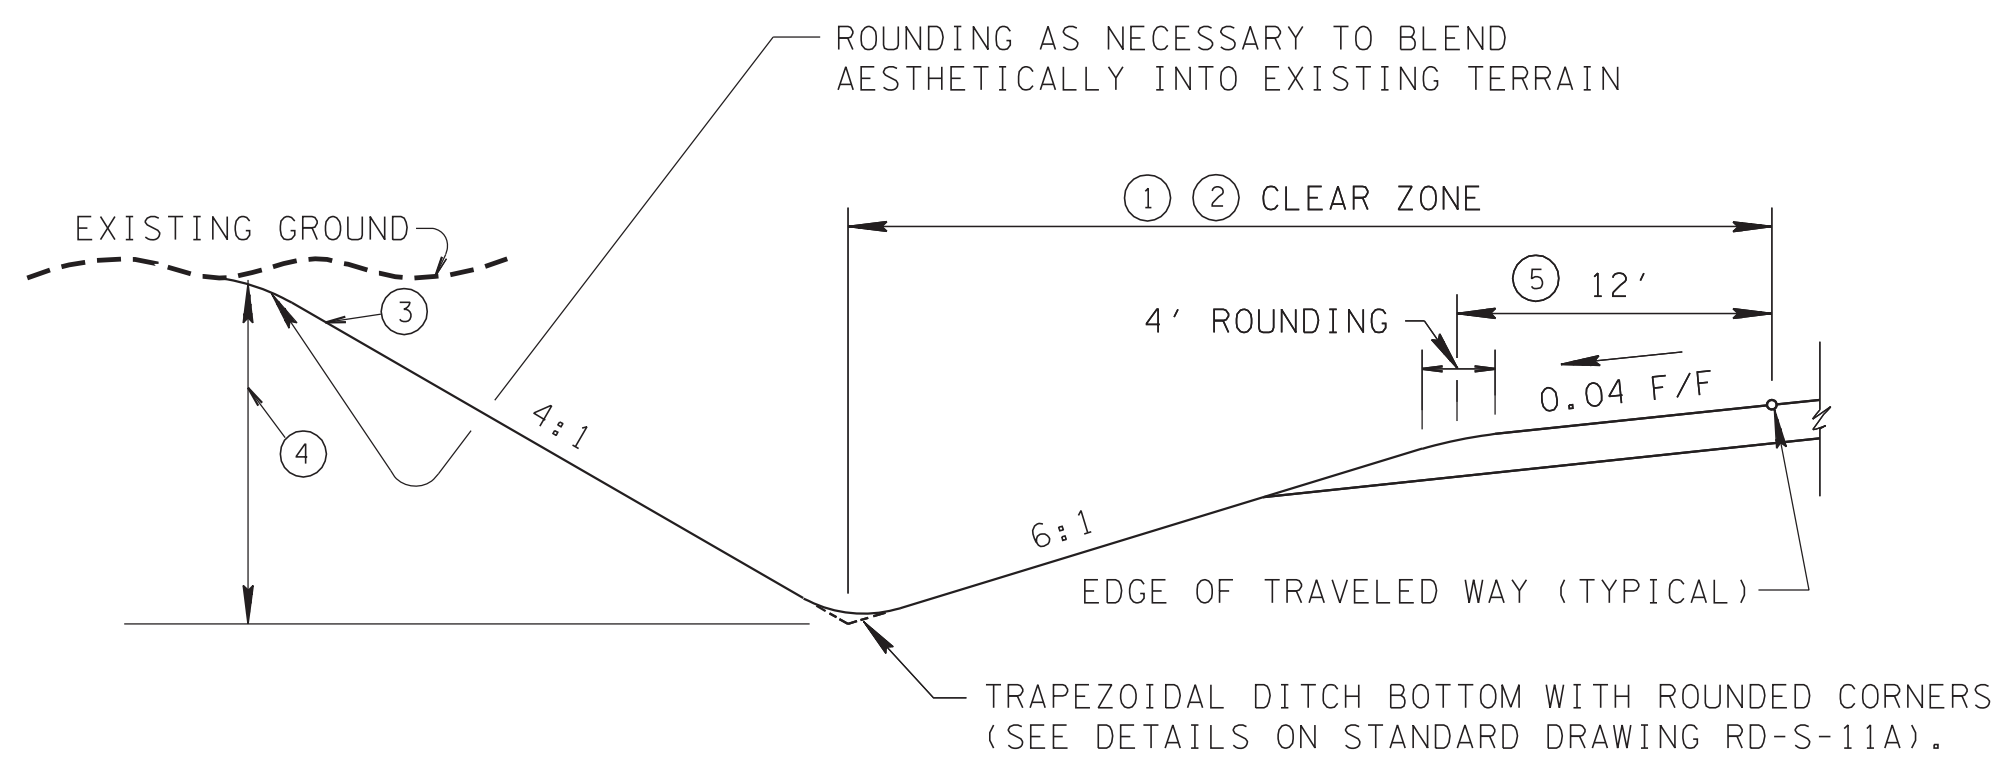 ROUNDING AS NECESSARY TO BLEND
AESTHETICALLY INTO EXISTING TERRAIN
1 2 CLEAR ZONE
EXISTING GROUND
5 12'
3
4' ROUNDING
0.04 F/F
4:1
4
6:1
EDGE OF TRAVELED WAY (TYPICAL)
TRAPEZOIDAL DITCH BOTTOM WITH ROUNDED CORNERS
(SEE DETAILS ON STANDARD DRAWING RD-S-11A).